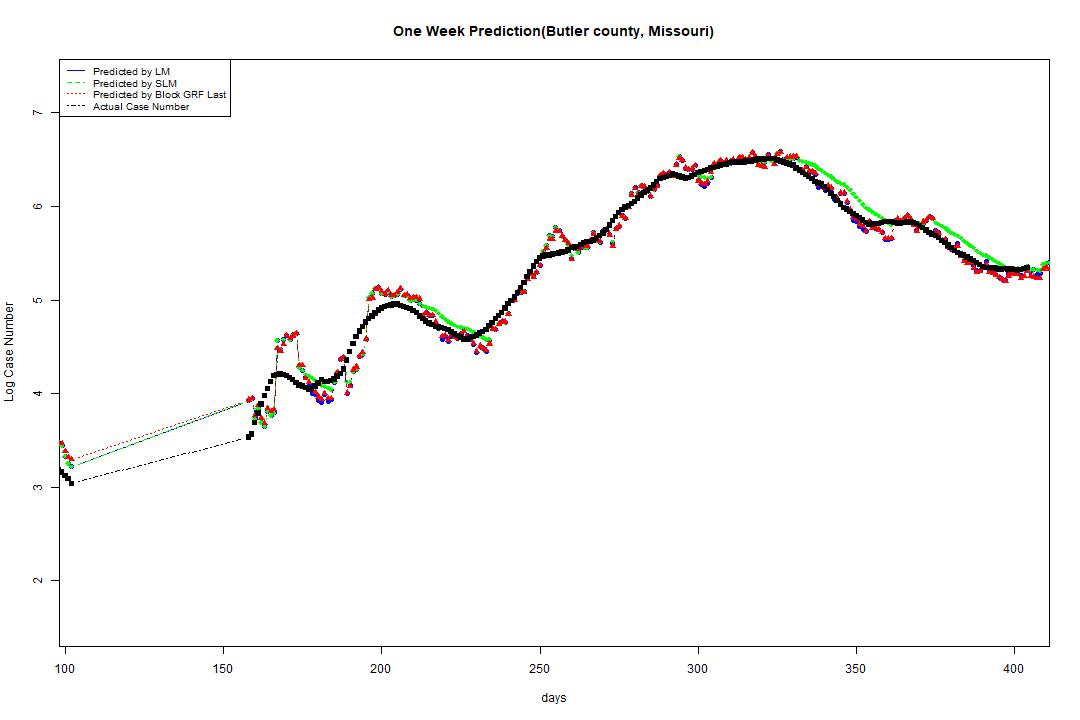 One Week Prediction(Butler county, Missouri)
Predicted by LM
Predicted by SLM
Predicted by Block GRF Last
Actual Case Number
7
6
5
4
3
2
Log Case Number
100 150 200 250 300 350 400
days